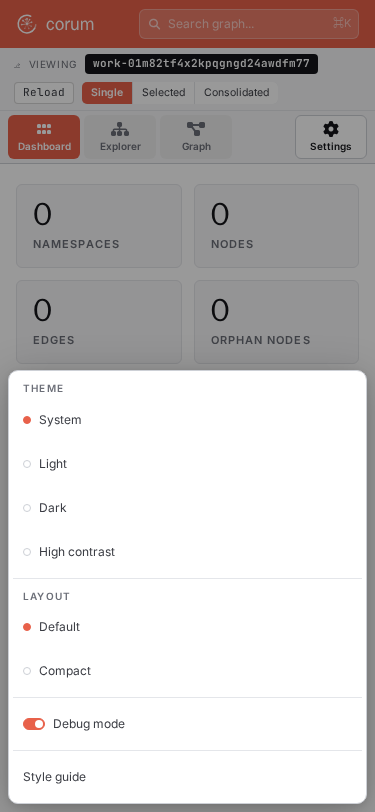 corum
Search graph...
⌘K
VIEWING
work-01m82tf4x2kpqgngd24awdfm77
Reload
Single
Selected
Consolidated
Dashboard
Explorer
Graph
Settings
0
NAMESPACES
0
NODES
0
EDGES
0
ORPHAN NODES
THEME
System
Light
Dark
High contrast
LAYOUT
Default
Compact
Debug mode
Style guide